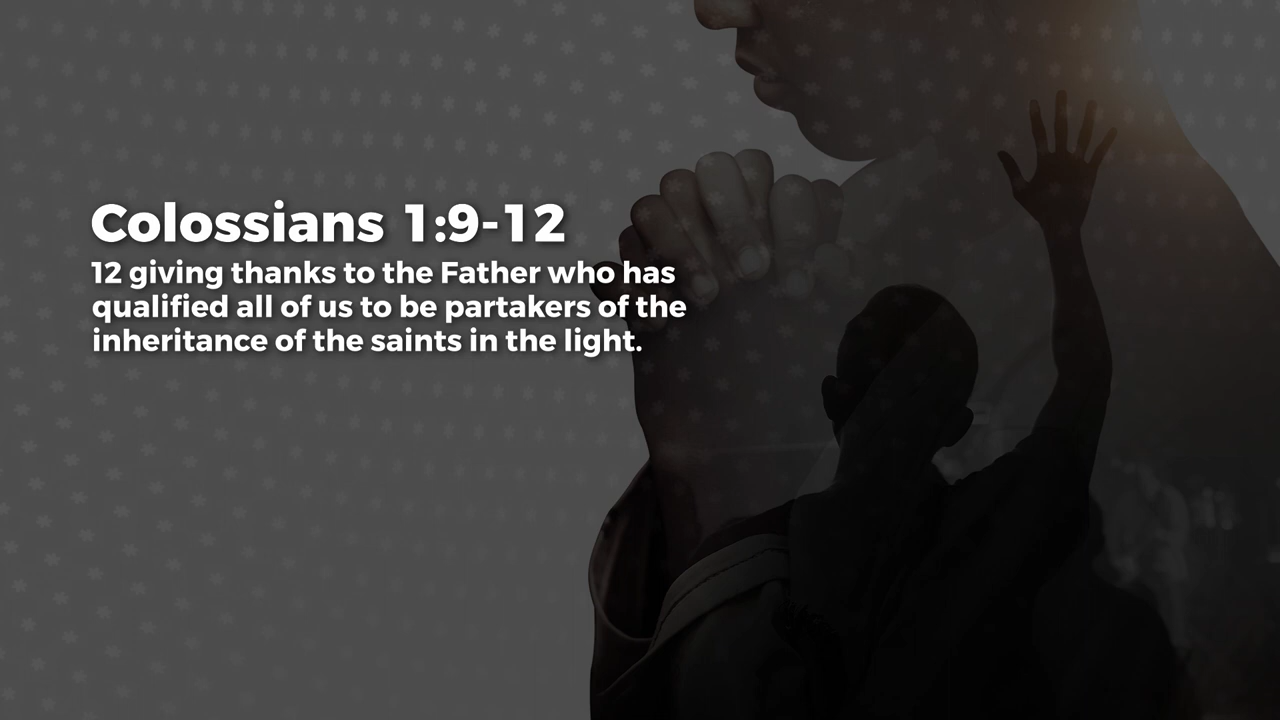 Colossians 1:9-12
12 giving thanks to the Father who has
qualified all of us to be partakers of the
inheritance of the saints in the light.